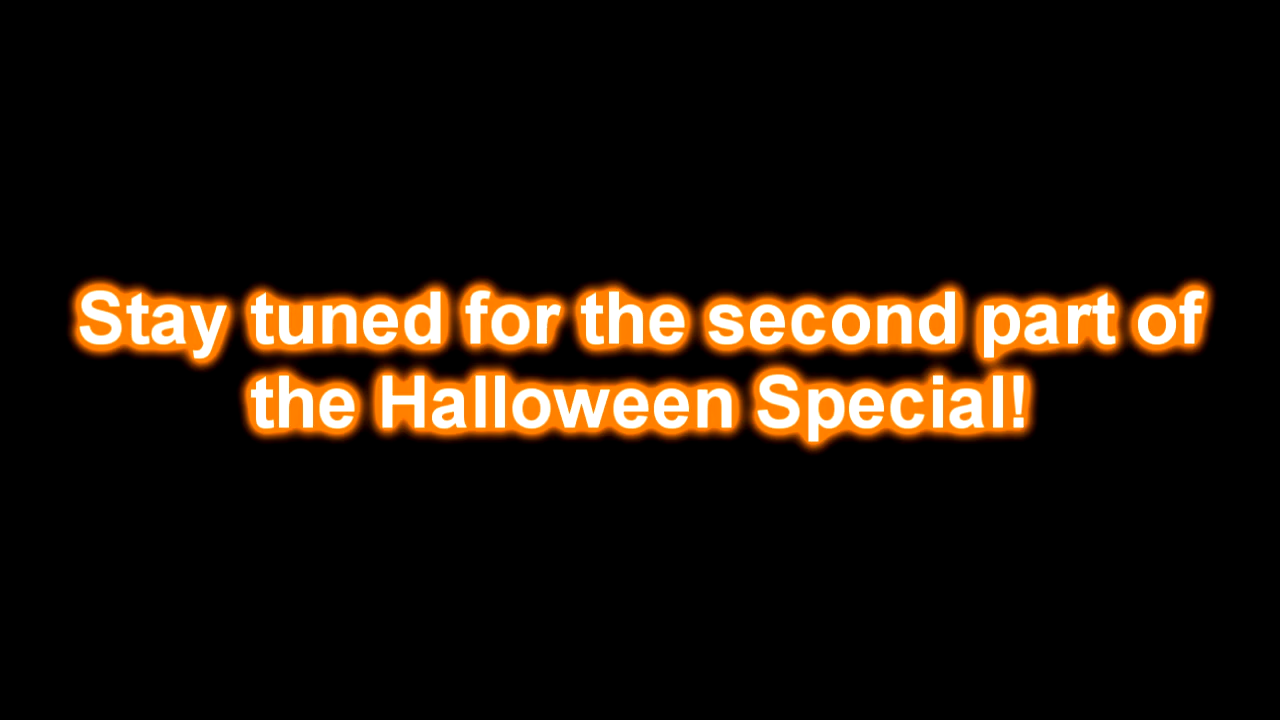 Stay tuned for the second part of
the Halloween Special!